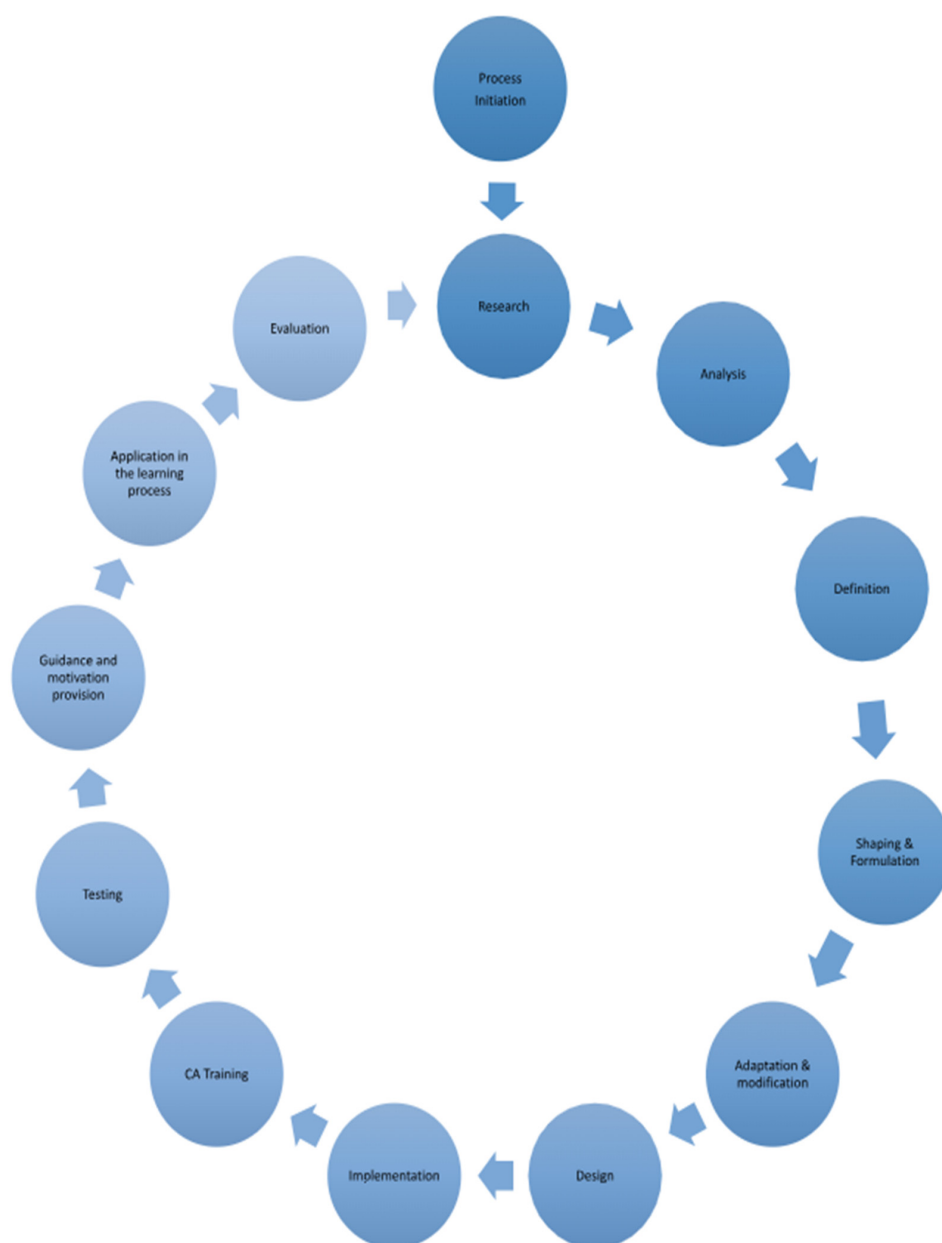 Process
Initiation
Research
Analysis
Definition
Shaping &
Formulation
Adaptation &
modification
Design
Implementation
CA Training
Testing
Guidance and
motivation
provision
Application in
the learning
process
Evaluation